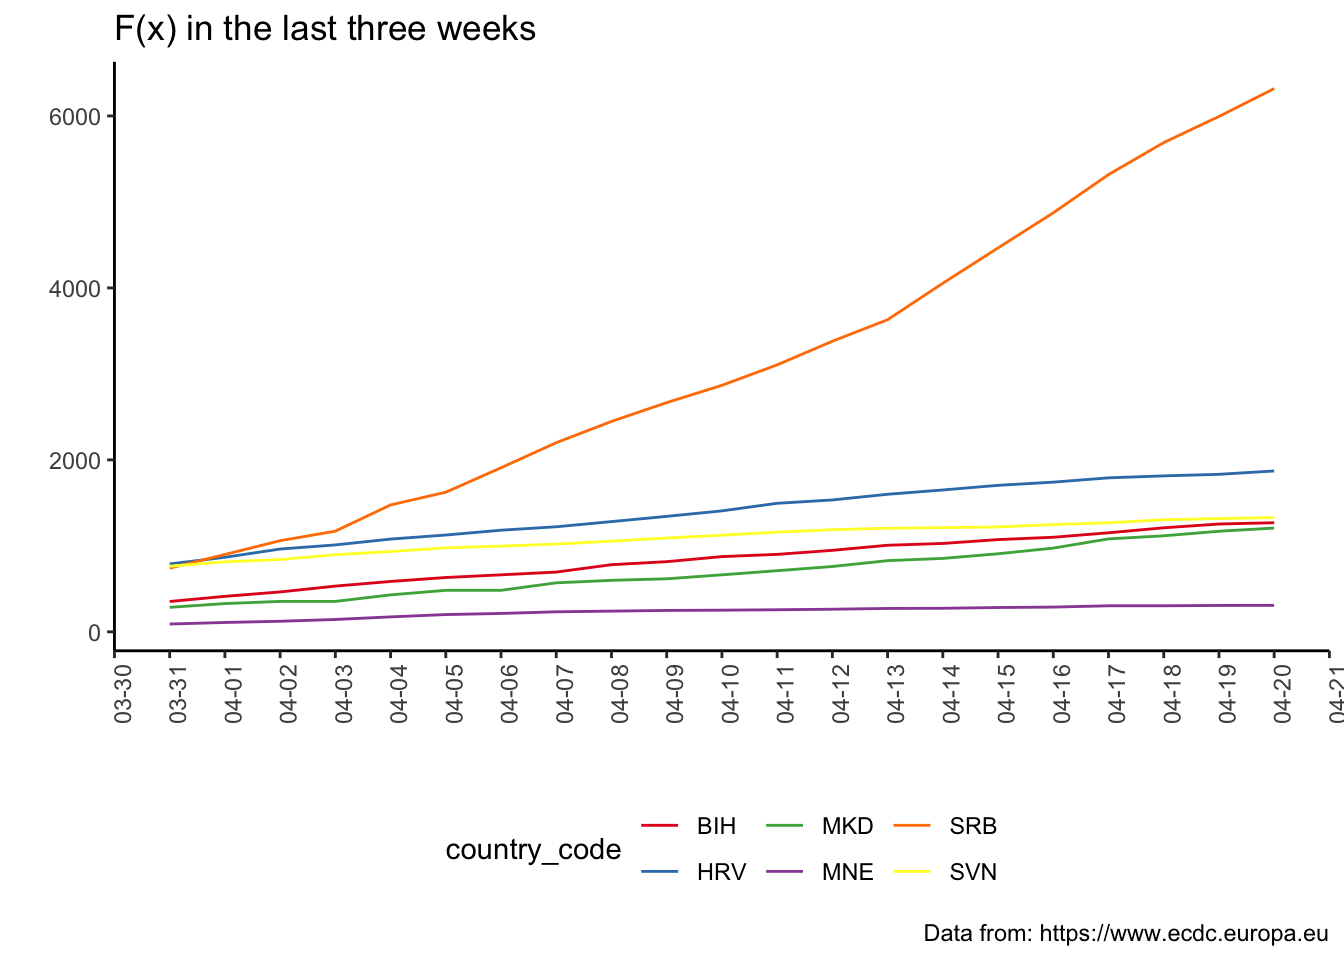 F(x) in the last three weeks
6000
4000
2000
0
03-30 03-31 04-01 04-02 04-03 04-04 04-05 04-06 04-07 04-08 04-09 04-10 04-11 04-12 04-13 04-14 04-15 04-16 04-17 04-18 04-19 04-20 04-21
country_code
BIH MKD SRB
HRV MNE SVN
Data from: https://www.ecdc.europa.eu